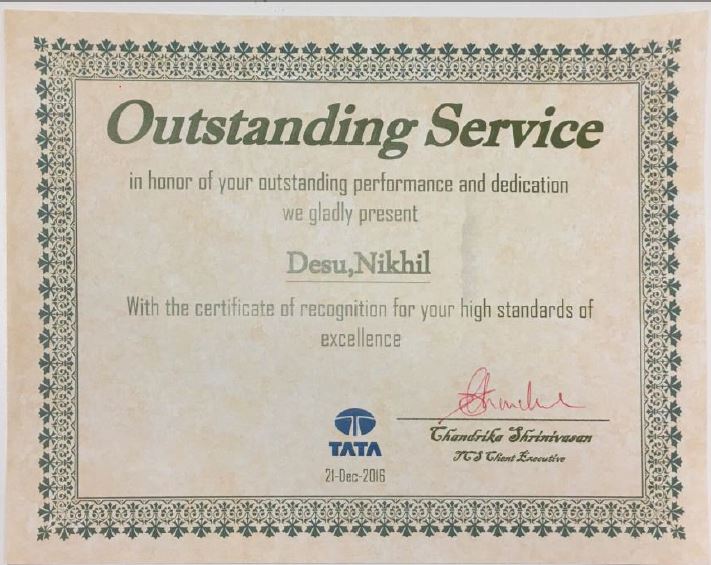 Outstanding Service
in honor of your outstanding performance and dedication
we gladly present
Desu,Nikhil
With the certificate of recognition for your high standards of
excellence
TATA
21-Dec-2016
Chandrika Shrinivasan
TCS Client Executive